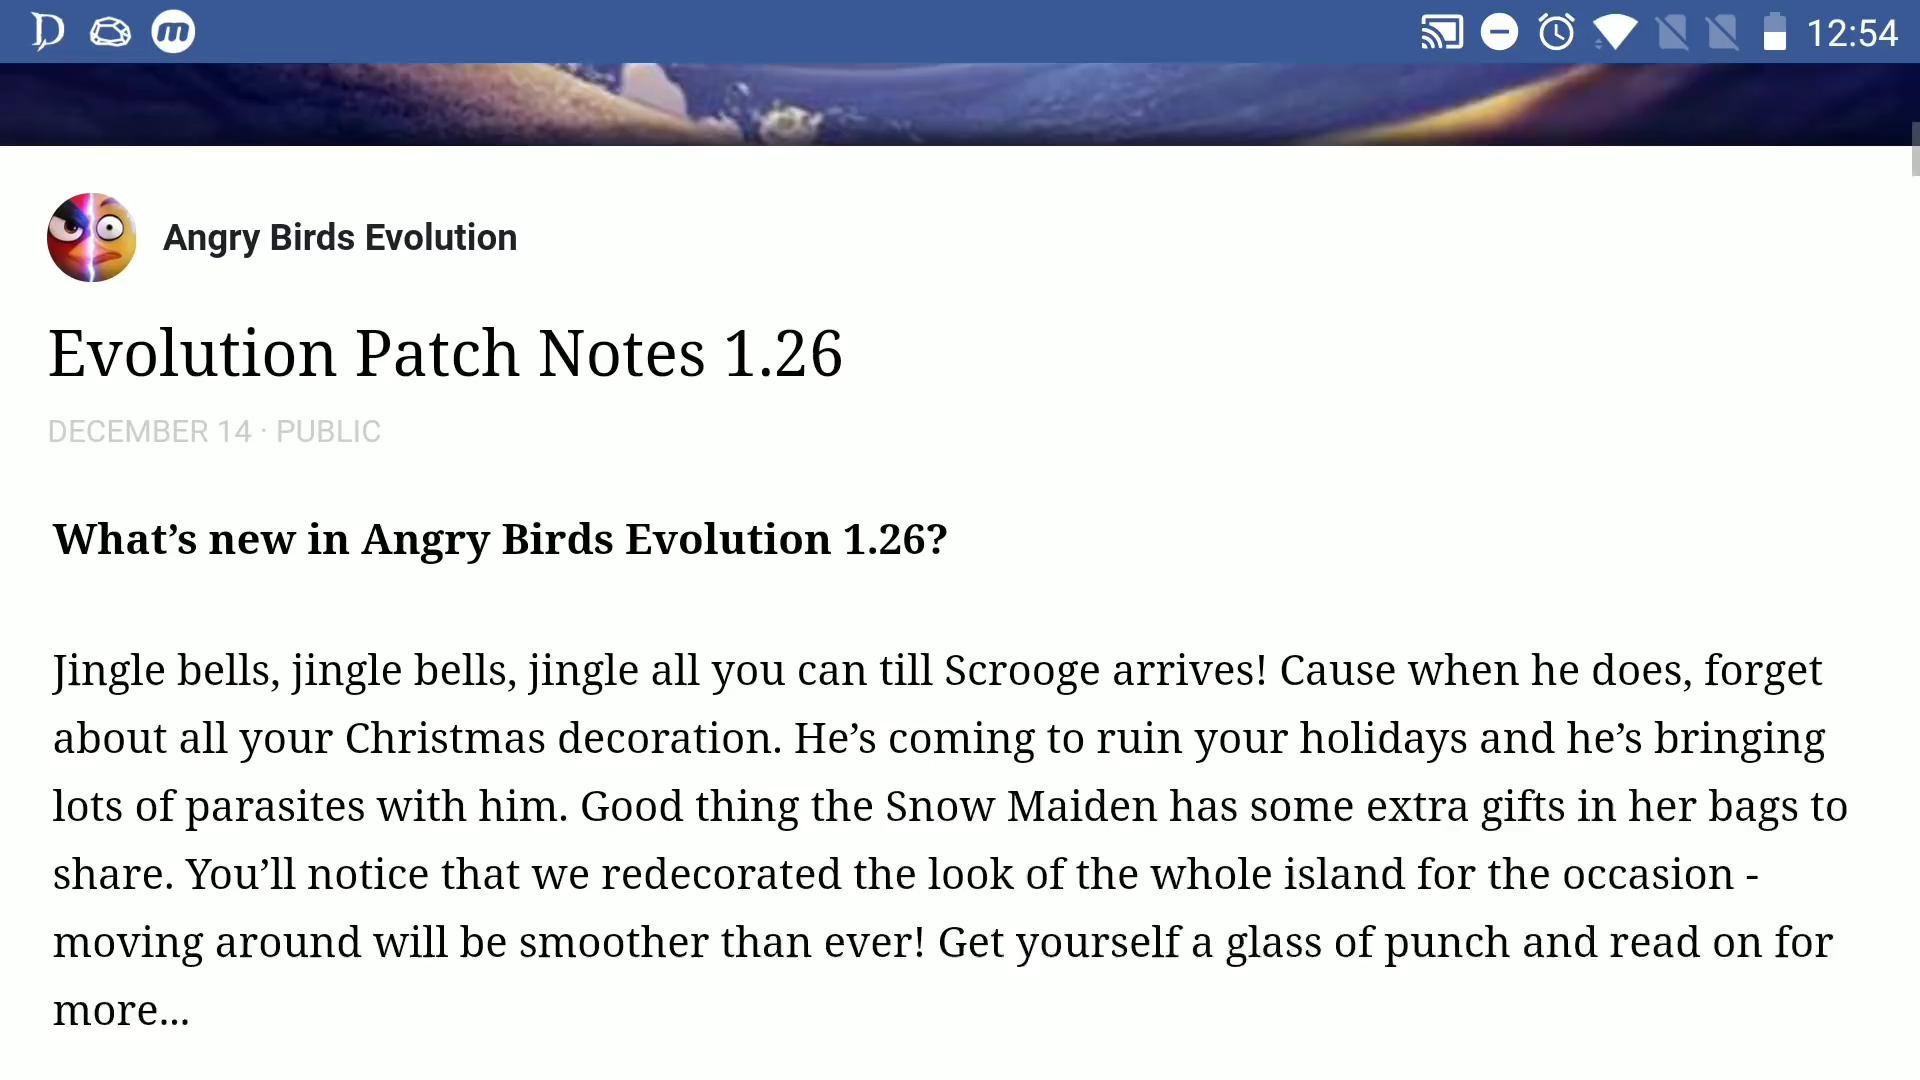 12:54
Angry Birds Evolution
Evolution Patch Notes 1.26
DECEMBER 14 · PUBLIC
What’s new in Angry Birds Evolution 1.26?
Jingle bells, jingle bells, jingle all you can till Scrooge arrives! Cause when he does, forget
about all your Christmas decoration. He’s coming to ruin your holidays and he’s bringing
lots of parasites with him. Good thing the Snow Maiden has some extra gifts in her bags to
share. You’ll notice that we redecorated the look of the whole island for the occasion -
moving around will be smoother than ever! Get yourself a glass of punch and read on for
more...